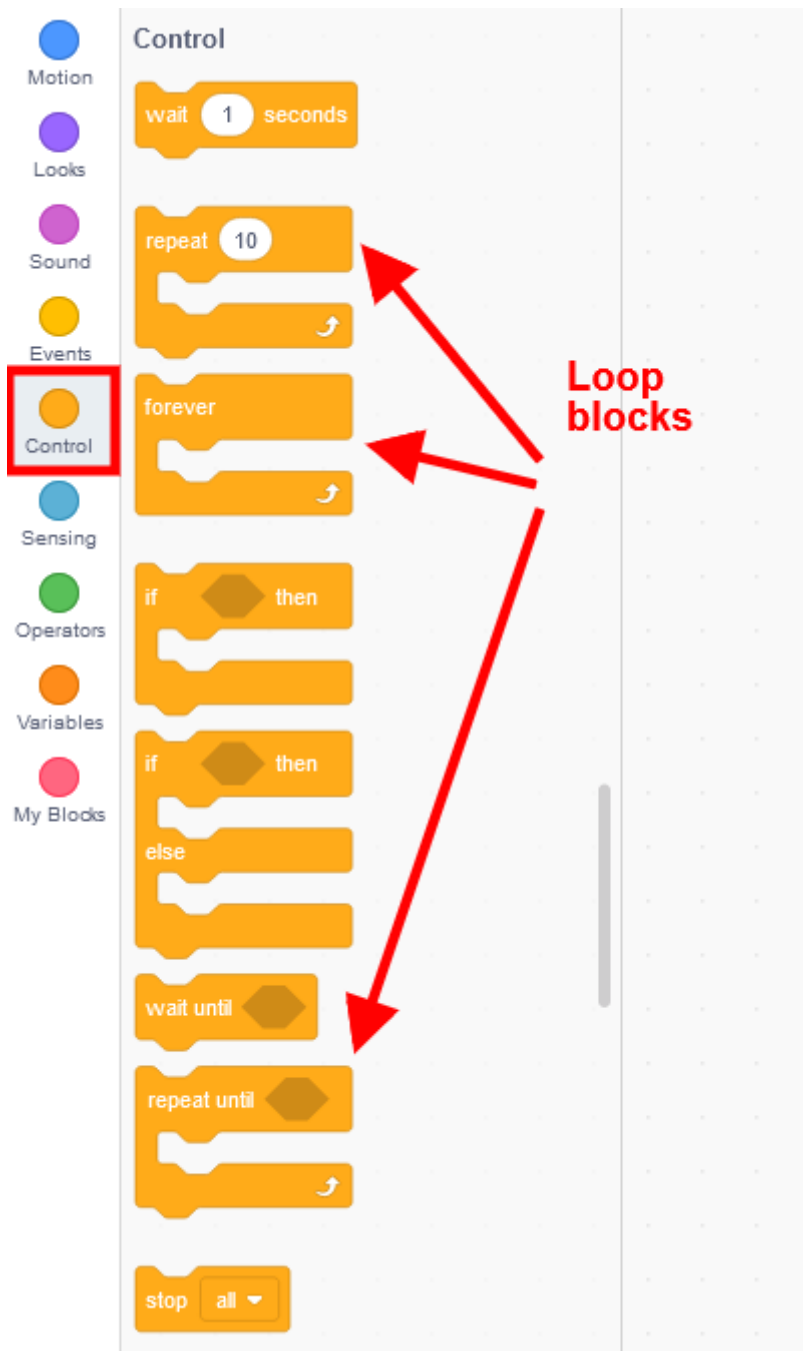 Motion
Looks
Sound
Events
Control
Sensing
Operators
Variables
My Blocks
Control
wait 1 seconds
repeat 10
forever
if then
if then
else
wait until
repeat until
stop all
Loop
blocks